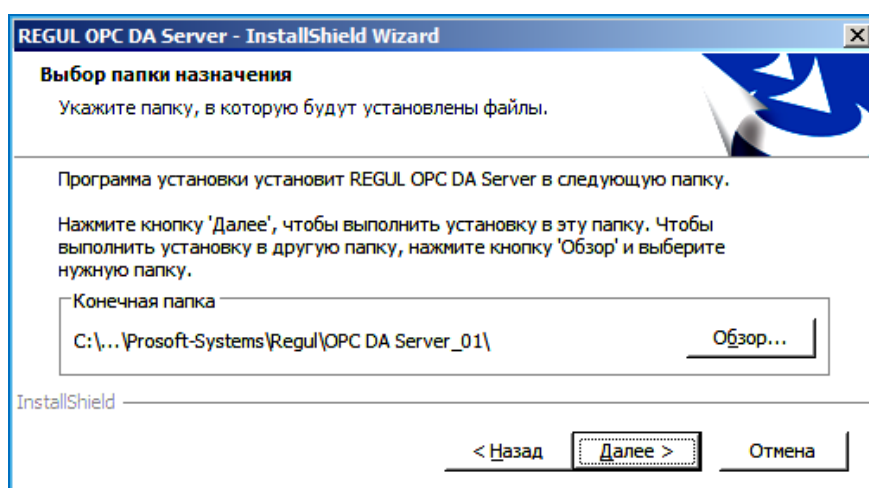 REGUL OPC DA Server - InstallShield Wizard
Выбор папки назначения
Укажите папку, в которую будут установлены файлы.
Программа установки установит REGUL OPC DA Server в следующую папку.
Нажмите кнопку 'Далее', чтобы выполнить установку в эту папку. Чтобы
выполнить установку в другую папку, нажмите кнопку 'Обзор' и выберите
нужную папку.
Конечная папка
C:\...\Prosoft-Systems\Regul\OPC DA Server_01\
Обзор...
InstallShield
< Назад
Далее >
Отмена